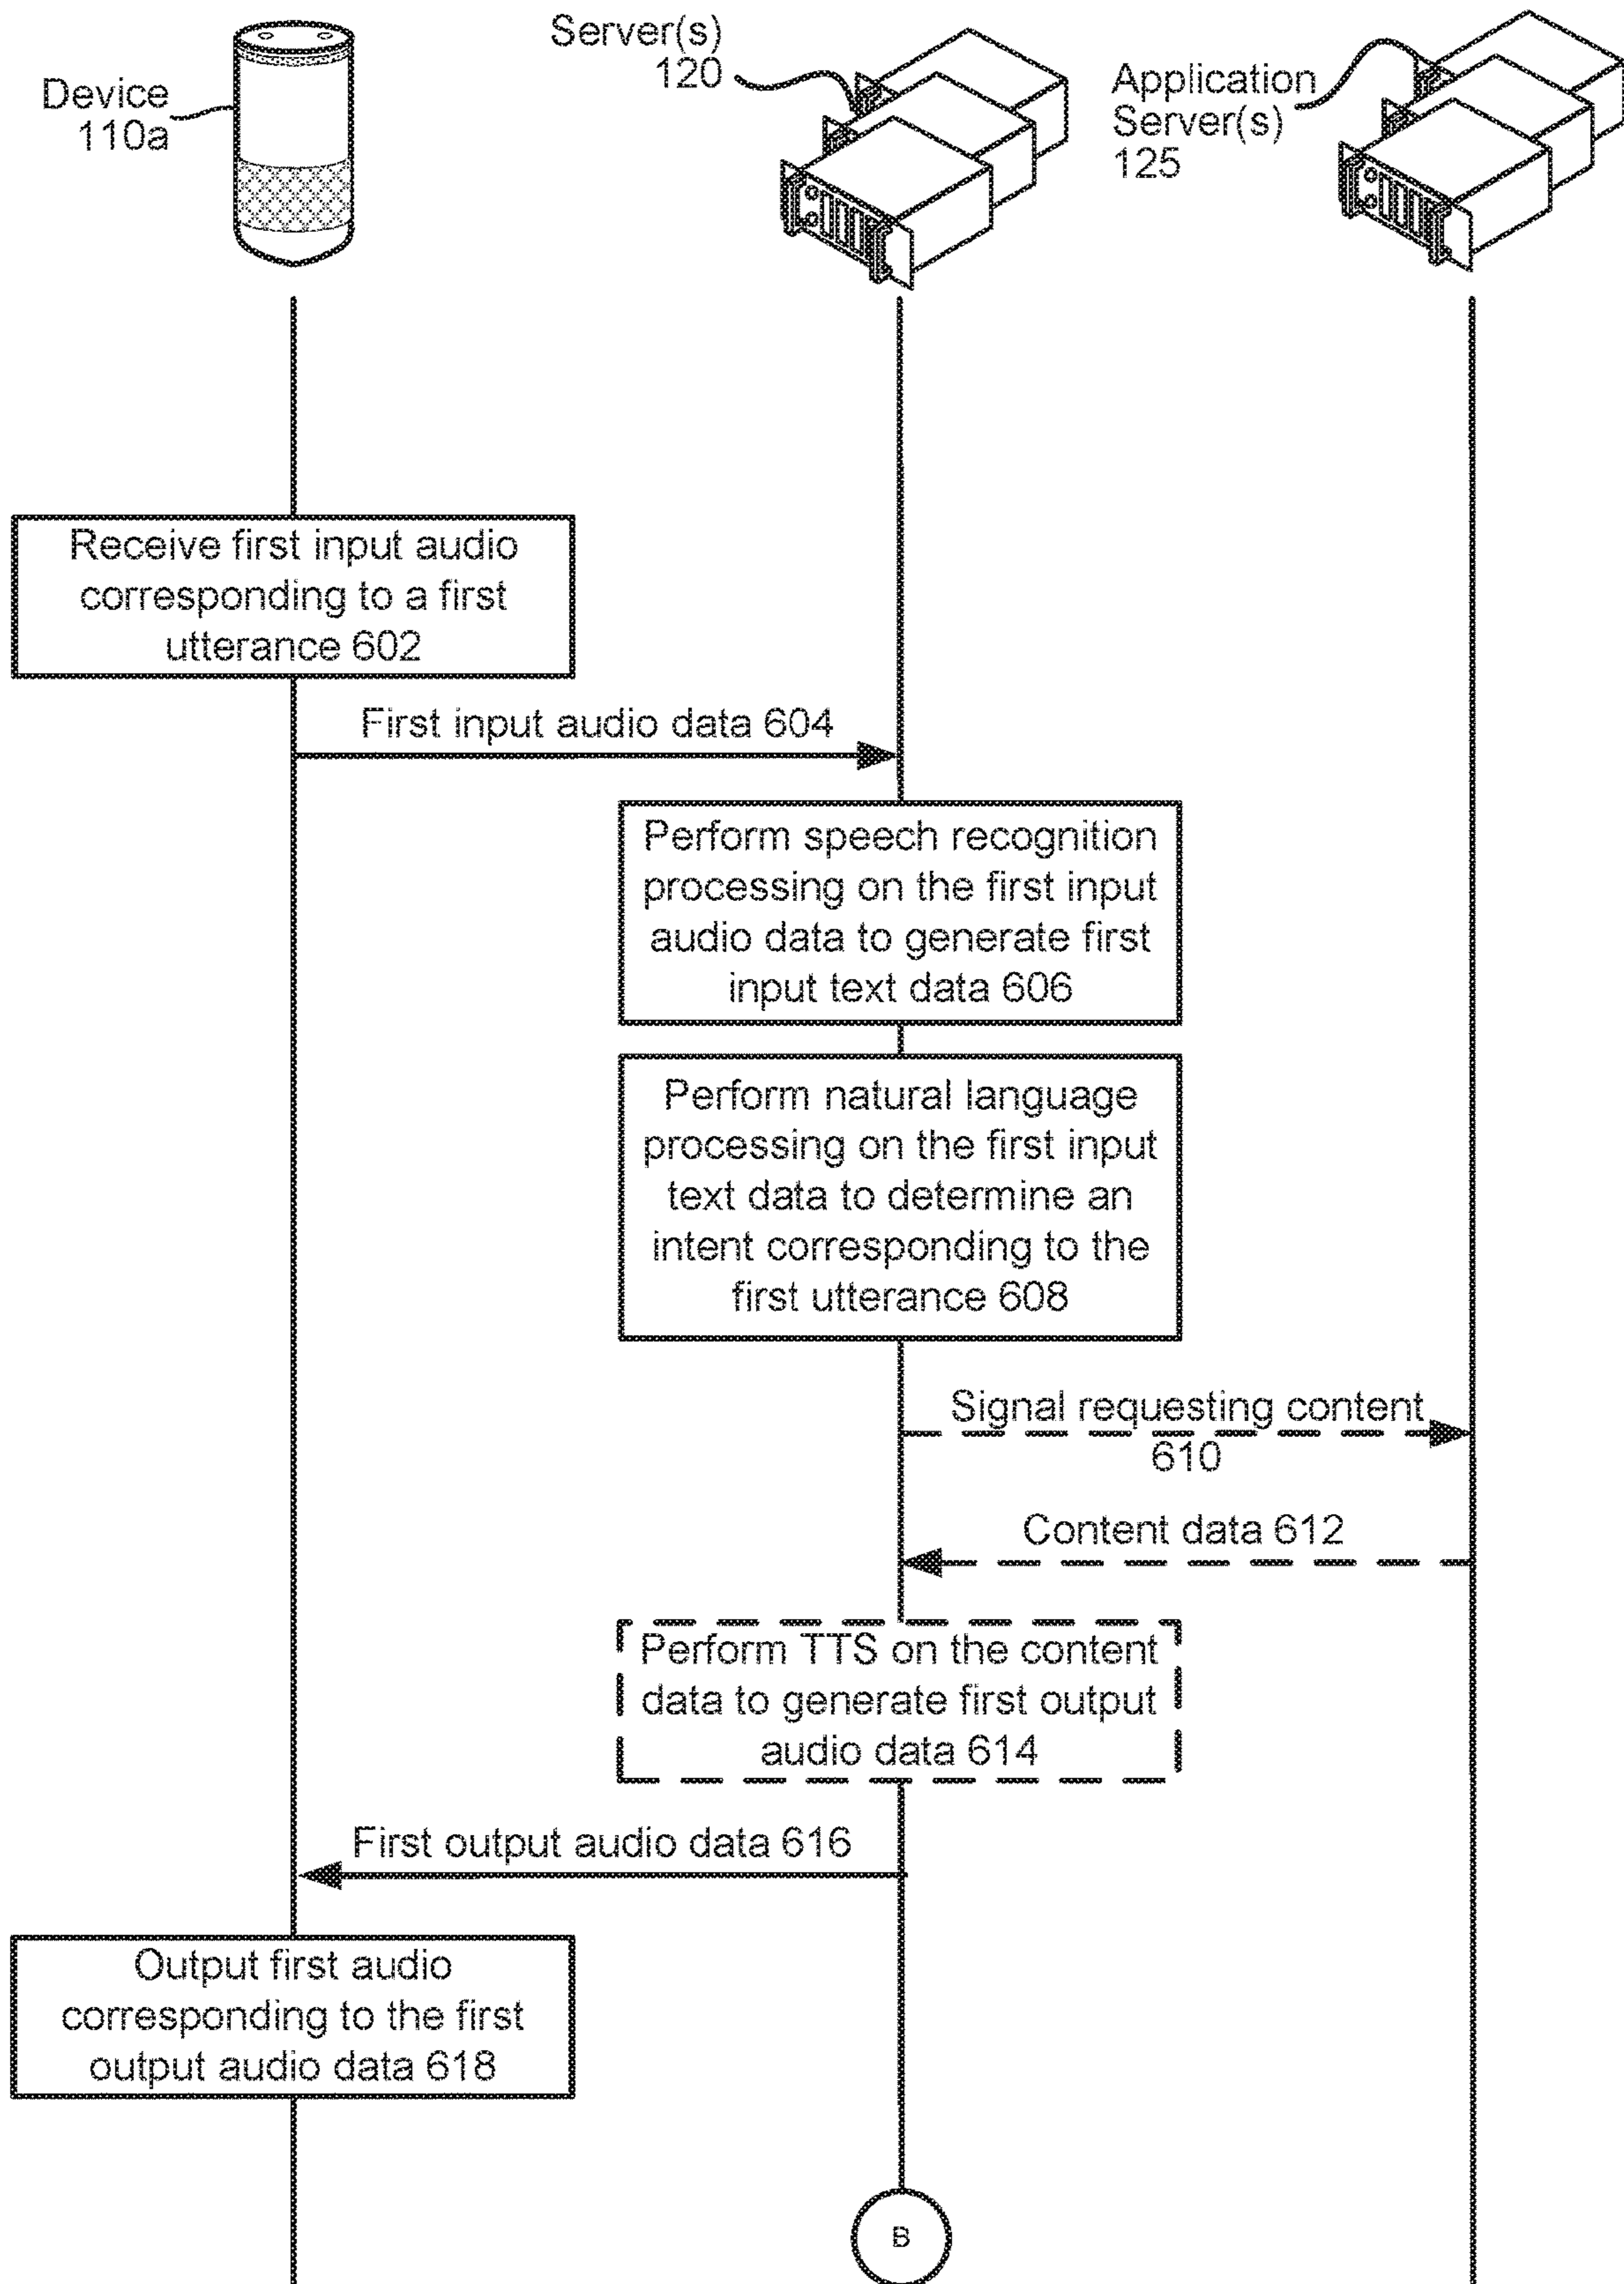 Device
110a
Server(s)
120
Application
Server(s)
125
Receive first input audio
corresponding to a first
utterance 602
First input audio data 604
Perform speech recognition
processing on the first input
audio data to generate first
input text data 606
Perform natural language
processing on the first input
text data to determine an
intent corresponding to the
first utterance 608
Signal requesting content
610
Content data 612
Perform TTS on the content
data to generate first output
audio data 614
First output audio data 616
Output first audio
corresponding to the first
output audio data 618
B